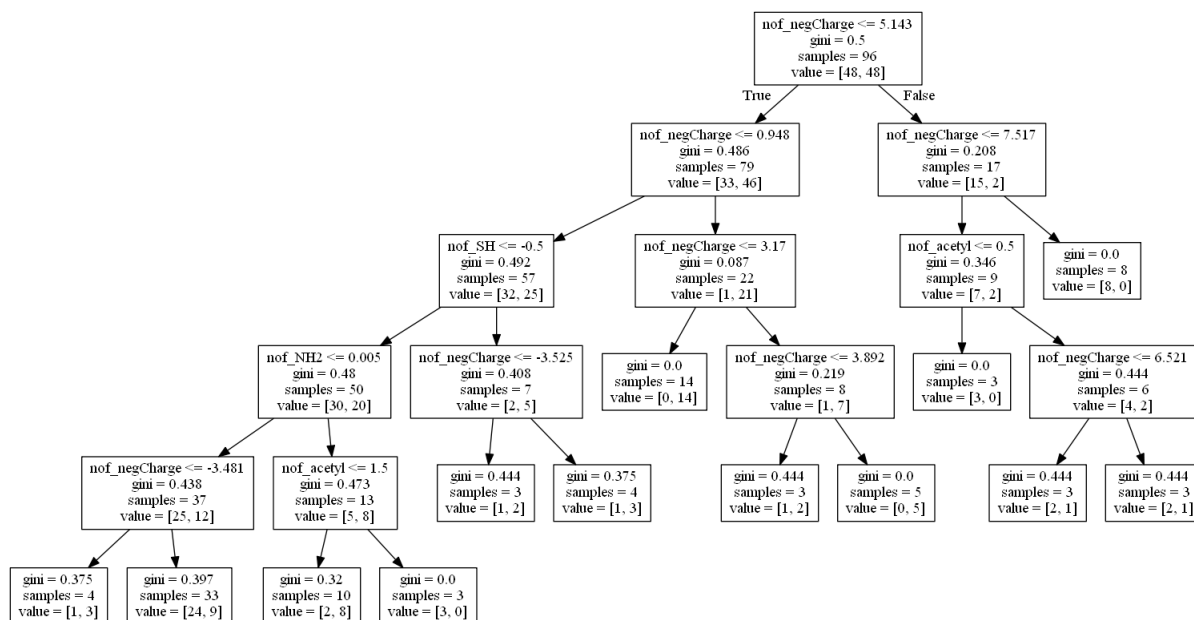 nof_negCharge <= 5.143
gini = 0.5
samples = 96
value = [48, 48]
True
False
nof_negCharge <= 0.948
gini = 0.486
samples = 79
value = [33, 46]
nof_negCharge <= 7.517
gini = 0.208
samples = 17
value = [15, 2]
nof_SH <= -0.5
gini = 0.492
samples = 57
value = [32, 25]
nof_negCharge <= 3.17
gini = 0.087
samples = 22
value = [1, 21]
nof_acetyl <= 0.5
gini = 0.346
samples = 9
value = [7, 2]
gini = 0.0
samples = 8
value = [8, 0]
nof_NH2 <= 0.005
gini = 0.48
samples = 50
value = [30, 20]
nof_negCharge <= -3.525
gini = 0.408
samples = 7
value = [2, 5]
gini = 0.0
samples = 14
value = [0, 14]
nof_negCharge <= 3.892
gini = 0.219
samples = 8
value = [1, 7]
gini = 0.0
samples = 3
value = [3, 0]
nof_negCharge <= 6.521
gini = 0.444
samples = 6
value = [4, 2]
nof_negCharge <= -3.481
gini = 0.438
samples = 37
value = [25, 12]
nof_acetyl <= 1.5
gini = 0.473
samples = 13
value = [5, 8]
gini = 0.444
samples = 3
value = [1, 2]
gini = 0.375
samples = 4
value = [1, 3]
gini = 0.444
samples = 3
value = [1, 2]
gini = 0.0
samples = 5
value = [0, 5]
gini = 0.444
samples = 3
value = [2, 1]
gini = 0.444
samples = 3
value = [2, 1]
gini = 0.375
samples = 4
value = [1, 3]
gini = 0.397
samples = 33
value = [24, 9]
gini = 0.32
samples = 10
value = [2, 8]
gini = 0.0
samples = 3
value = [3, 0]